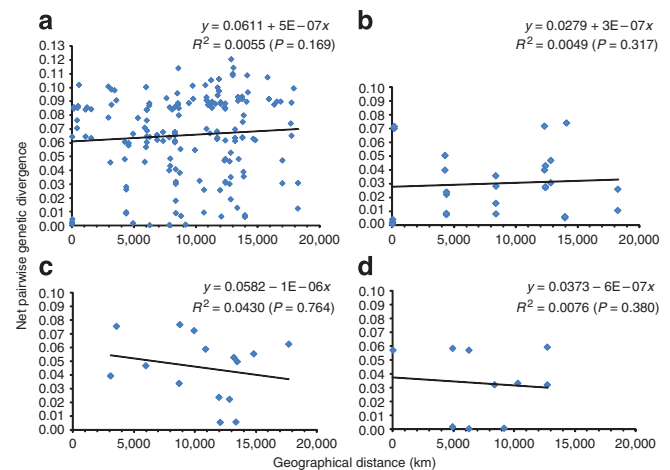 a
y = 0.0611 + 5E−07x
R² = 0.0055 (P = 0.169)
0.13
0.12
0.11
0.10
0.09
0.08
0.07
0.06
0.05
0.04
0.03
0.02
0.01
0.00
0 5,000 10,000 15,000 20,000
b
y = 0.0279 + 3E−07x
R² = 0.0049 (P = 0.317)
0.10
0.09
0.08
0.07
0.06
0.05
0.04
0.03
0.02
0.01
0.00
0 5,000 10,000 15,000 20,000
Net pairwise genetic divergence
c
y = 0.0582 − 1E−06x
R² = 0.0430 (P = 0.764)
0.10
0.09
0.08
0.07
0.06
0.05
0.04
0.03
0.02
0.01
0.00
0 5,000 10,000 15,000 20,000
d
y = 0.0373 − 6E−07x
R² = 0.0076 (P = 0.380)
0.10
0.09
0.08
0.07
0.06
0.05
0.04
0.03
0.02
0.01
0.00
0 5,000 10,000 15,000 20,000
Geographical distance (km)